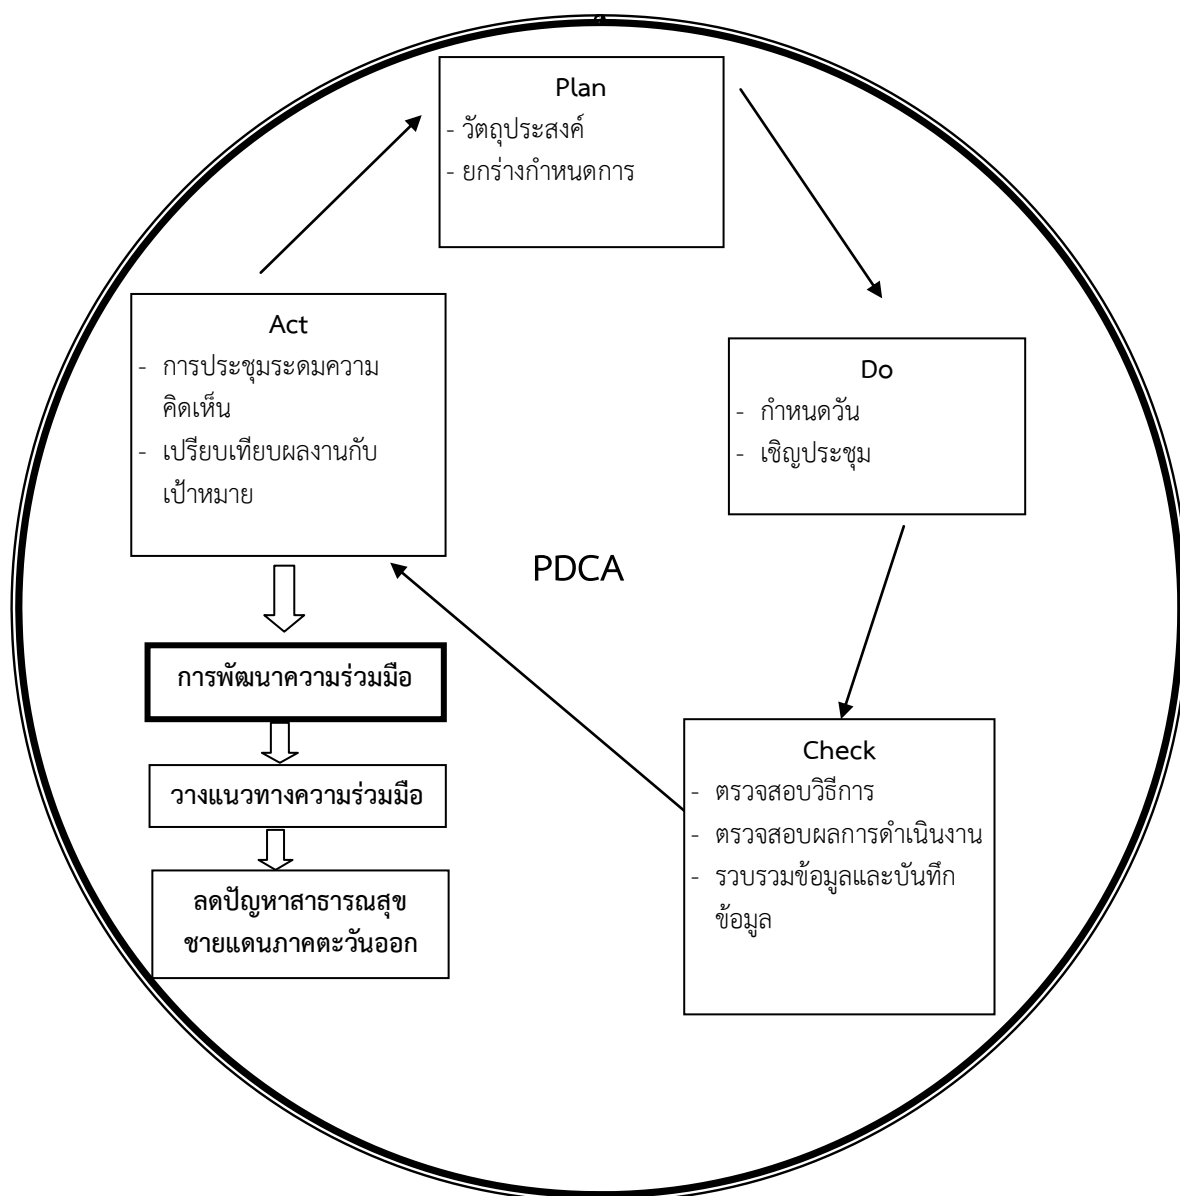 Plan
- วัตถุประสงค์
- ยกร่างกำหนดการ
Act
- การประชุมระดมความ
คิดเห็น
- เปรียบเทียบผลงานกับ
เป้าหมาย
Do
- กำหนดวัน
- เชิญประชุม
PDCA
การพัฒนาความร่วมมือ
วางแนวทางความร่วมมือ
ลดปัญหาสาธารณสุข
ชายแดนภาคตะวันออก
Check
- ตรวจสอบวิธีการ
- ตรวจสอบผลการดำเนินงาน
- รวบรวมข้อมูลและบันทึก
ข้อมูล